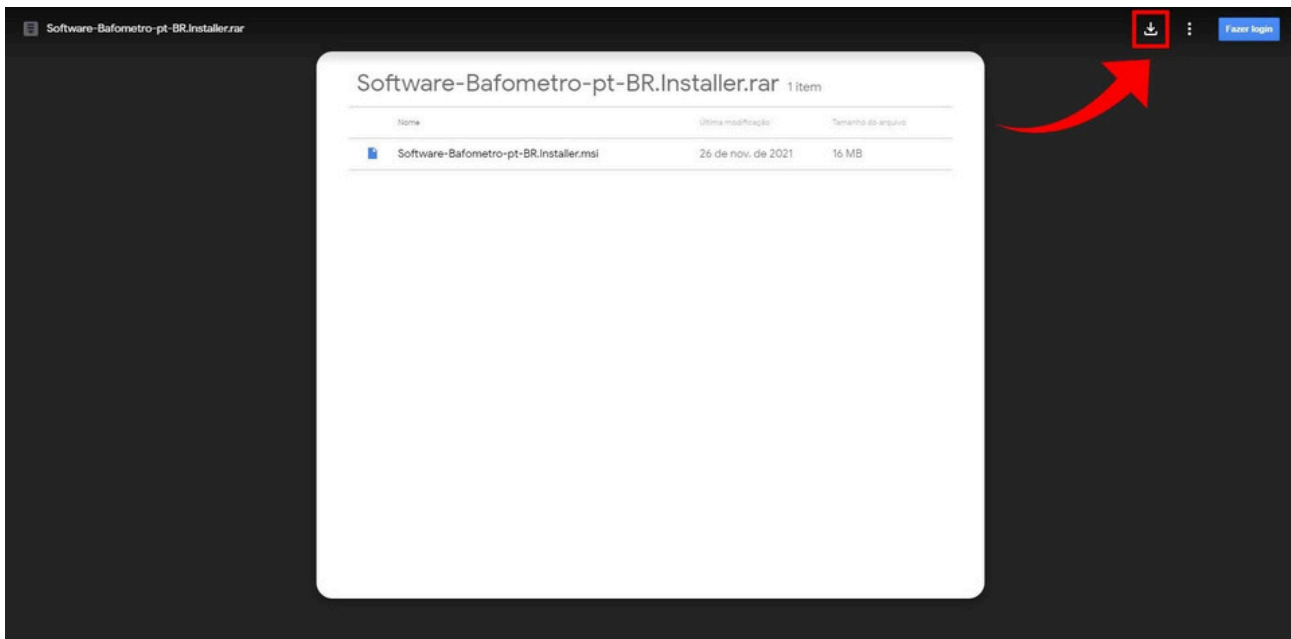 Software-Bafometro-pt-BR.Installer.rar
Fazer login
Software-Bafometro-pt-BR.Installer.rar 1 item
Nome Última modificação Tamanho do arquivo
Software-Bafometro-pt-BR.Installer.msi 26 de nov. de 2021 16 MB